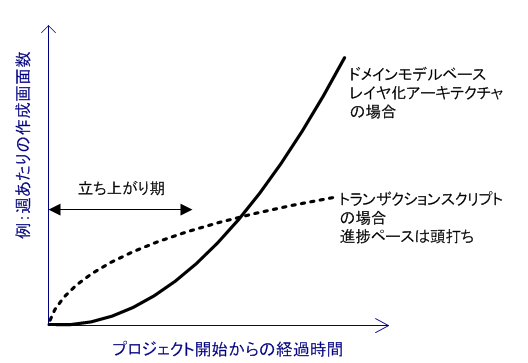 例：週あたりの作成画面数
ドメインモデルベース
レイヤ化アーキテクチャ
の場合
立ち上がり期
トランザクションスクリプト
の場合
進捗ペースは頭打ち
プロジェクト開始からの経過時間